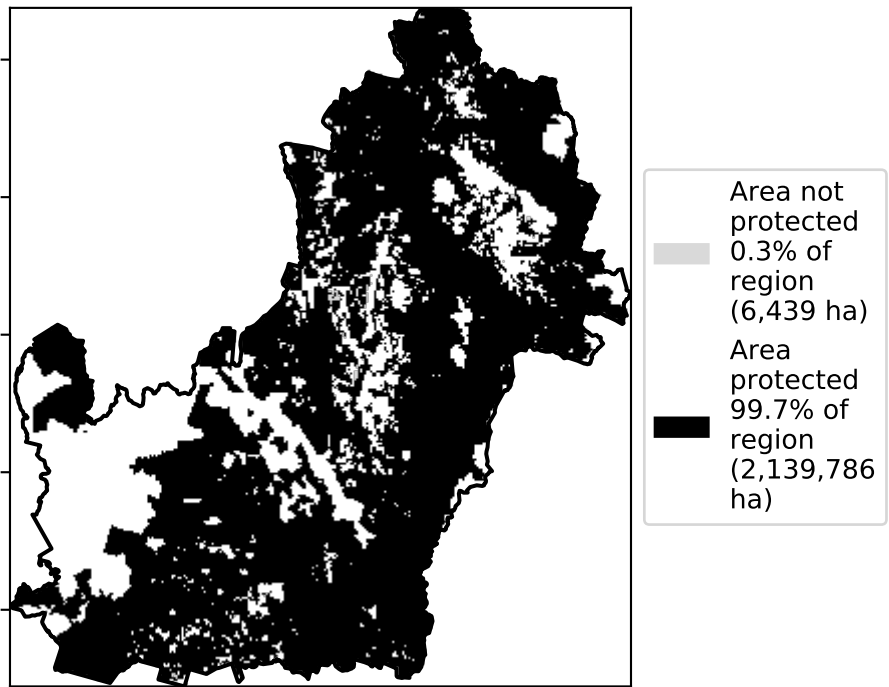 Area not
protected
0.3% of
region
(6,439 ha)
Area
protected
99.7% of
region
(2,139,786
ha)